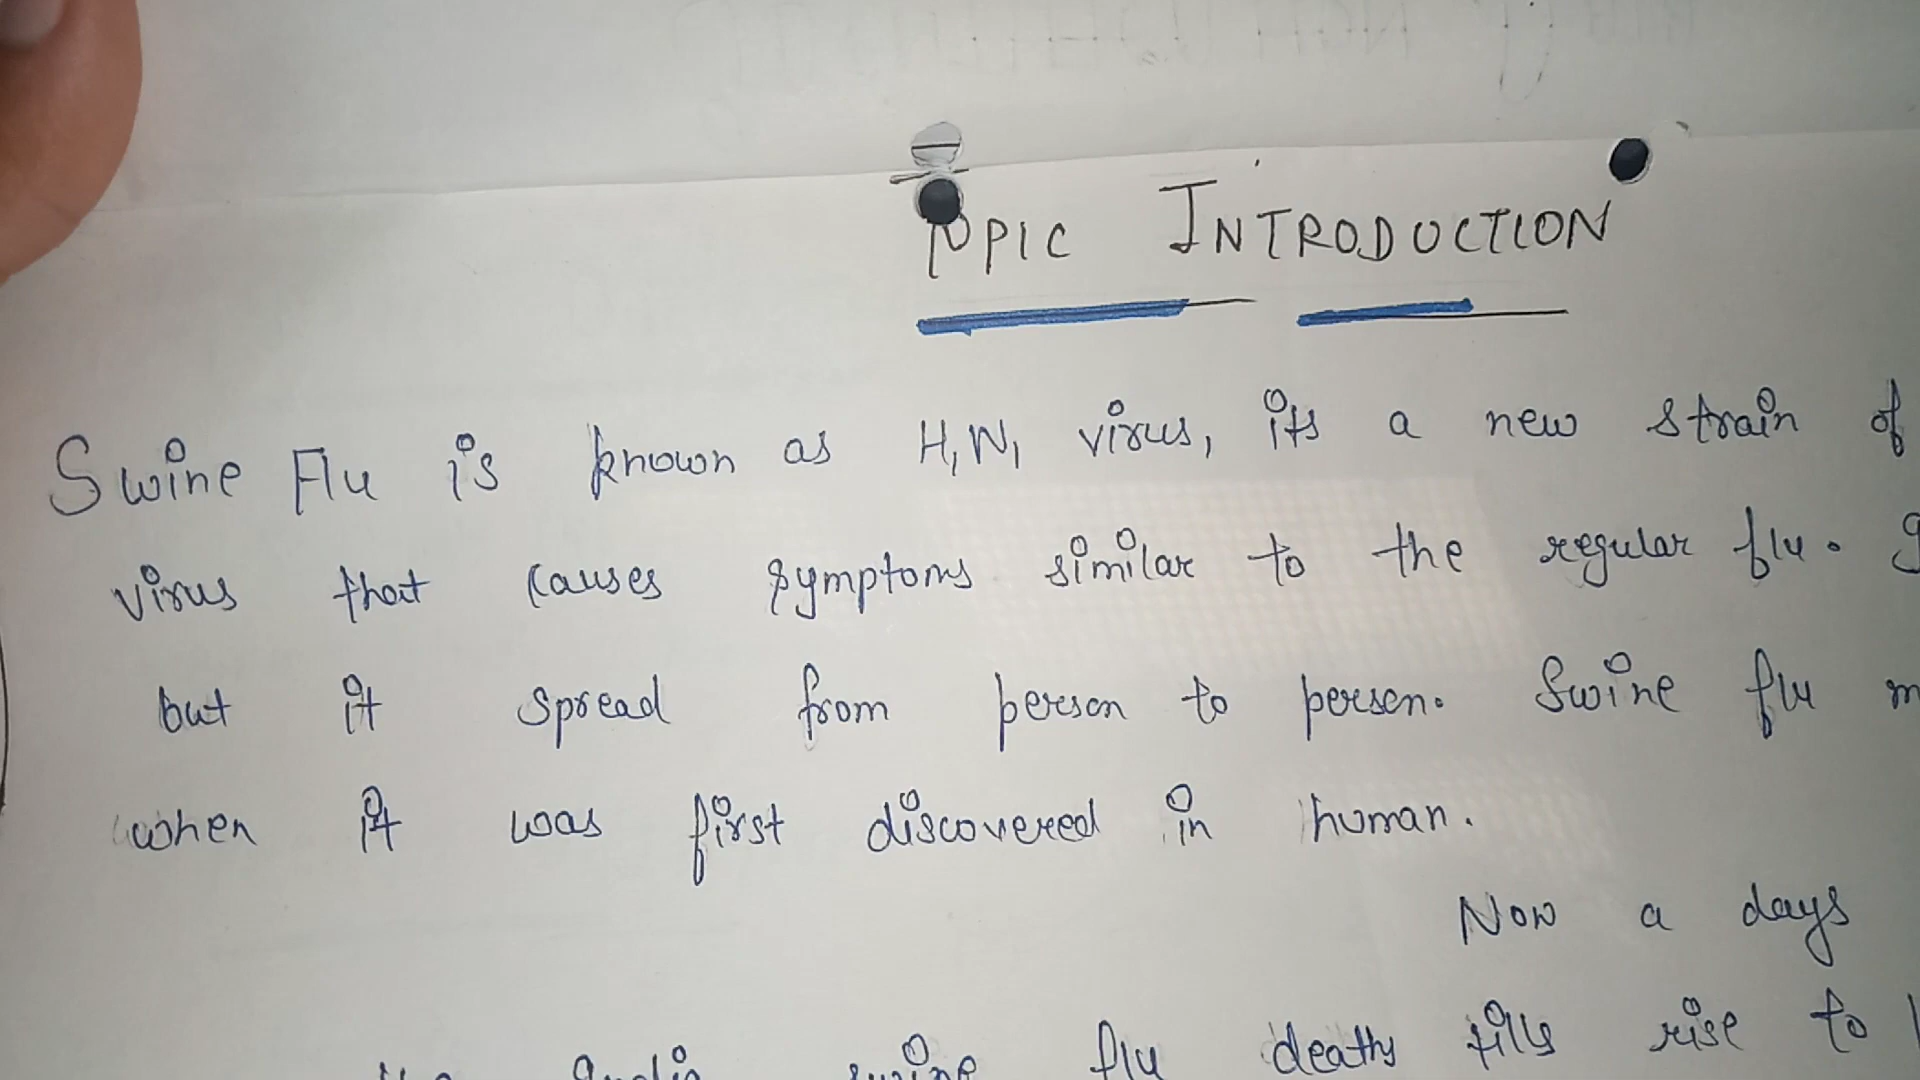 TOPIC INTRODUCTION
Swine Flu is known as H1N1 virus, its a new strain of
virus that causes symptoms similar to the regular flu.
but it spread from person to person. Swine flu
when it was first discovered in human.
Now a days
swine flu deaths tills rise to